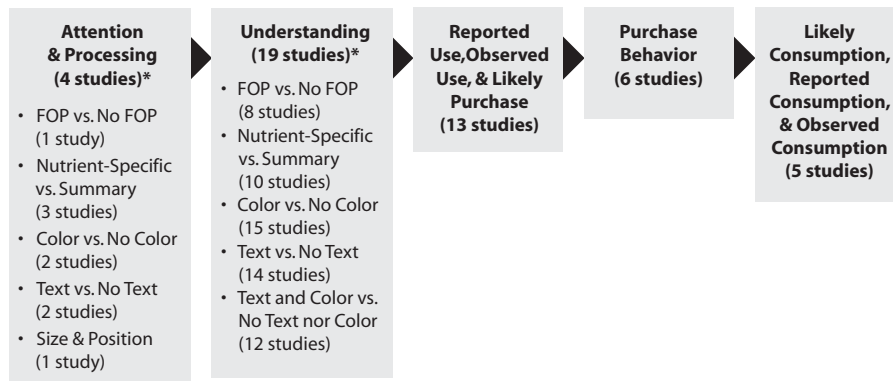 Attention
& Processing
(4 studies)*
• FOP vs. No FOP
(1 study)
• Nutrient-Specific
vs. Summary
(3 studies)
• Color vs. No Color
(2 studies)
• Text vs. No Text
(2 studies)
• Size & Position
(1 study)
Understanding
(19 studies)*
• FOP vs. No FOP
(8 studies)
• Nutrient-Specific
vs. Summary
(10 studies)
• Color vs. No Color
(15 studies)
• Text vs. No Text
(14 studies)
• Text and Color vs.
No Text nor Color
(12 studies)
Reported
Use, Observed
Use, & Likely
Purchase
(13 studies)
Purchase
Behavior
(6 studies)
Likely
Consumption,
Reported
Consumption,
& Observed
Consumption
(5 studies)